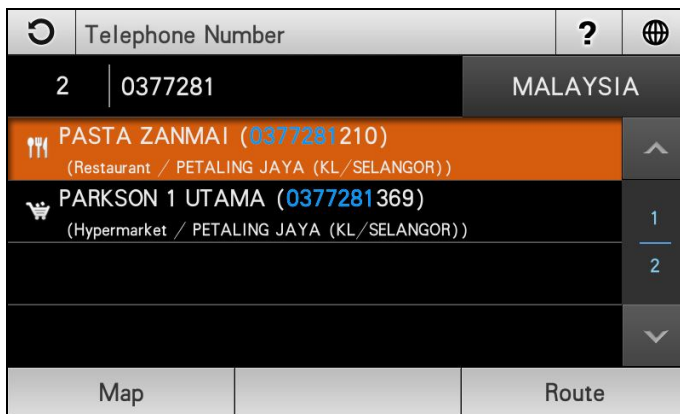 Telephone Number ?
2 0377281 MALAYSIA
PASTA ZANMAI (0377281210)
(Restaurant / PETALING JAYA (KL/SELANGOR))
PARKSON 1 UTAMA (0377281369)
(Hypermarket / PETALING JAYA (KL/SELANGOR))
1
2
Map Route